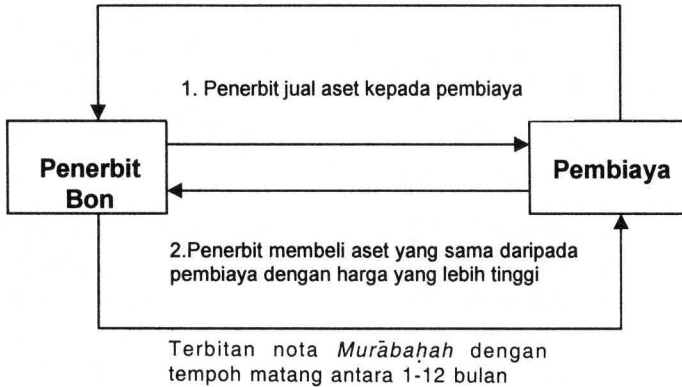 1. Penerbit jual aset kepada pembiaya
Penerbit
Bon
Pembiaya
2.Penerbit membeli aset yang sama daripada
pembiaya dengan harga yang lebih tinggi
Terbitan nota Murābaḥah dengan
tempoh matang antara 1-12 bulan